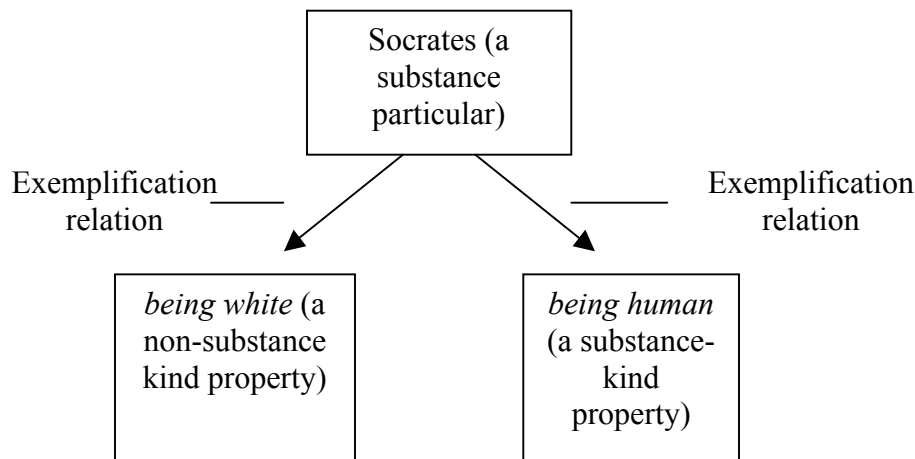 Socrates (a
substance
particular)
Exemplification
relation
Exemplification
relation
being white (a
non-substance
kind property)
being human
(a substance-
kind
property)